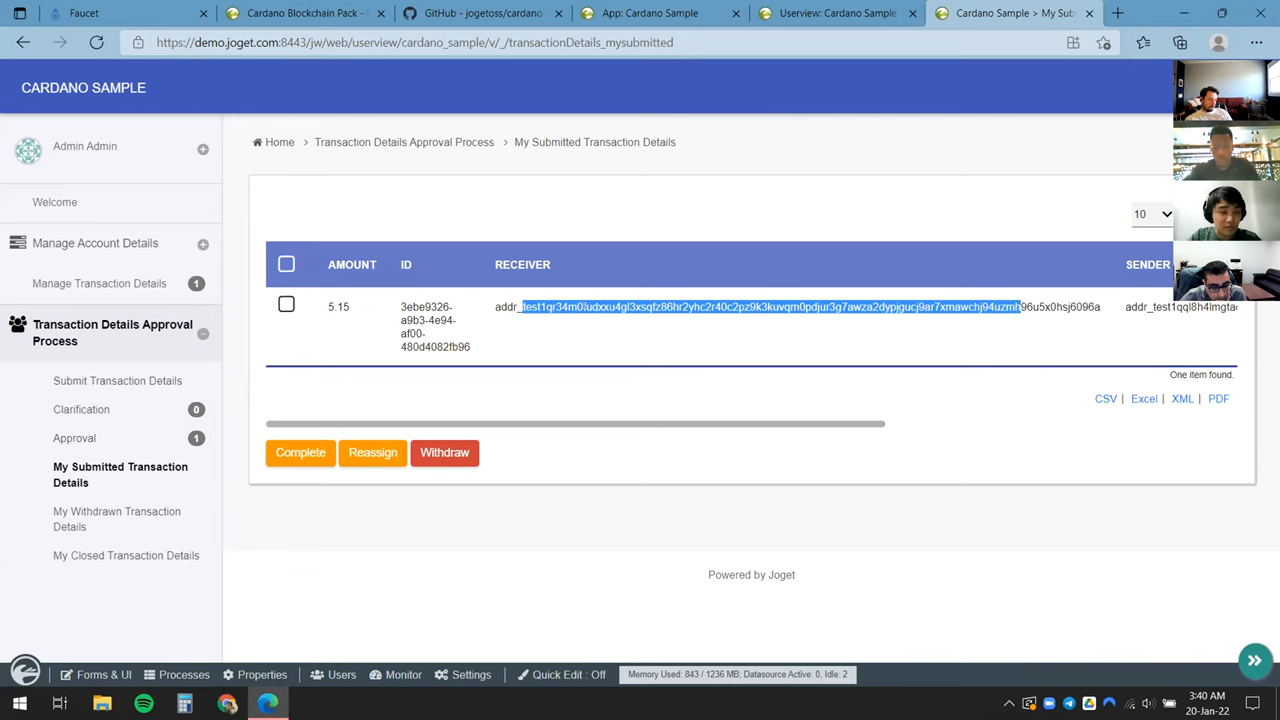 Faucet
Cardano Blockchain Pack -
GitHub - jogetoss/cardano-
App: Cardano Sample
Userview: Cardano Sample
Cardano Sample > My Sub
https://demo.joget.com:8443/jw/web/userview/cardano_sample/v/_/transactionDetails_mysubmitted
CARDANO SAMPLE
Admin Admin
Home > Transaction Details Approval Process > My Submitted Transaction Details
Welcome
10
Manage Account Details
AMOUNT ID RECEIVER SENDER
Manage Transaction Details 1
5.15
3ebe9326-
a9b3-4e94-
af00-
480d4082fb96
Transaction Details Approval
Process
One item found.
Submit Transaction Details
CSV | Excel | XML | PDF
Clarification 0
Approval 1
Complete Reassign Withdraw
My Submitted Transaction
Details
My Withdrawn Transaction
Details
My Closed Transaction Details
Powered by Joget
Forms & UI Processes Properties Users Monitor Settings Quick Edit : Off Memory Used: 843 / 1236 MB; Datasource Active: 0, Idle: 2
3:40 AM
20-Jan-22